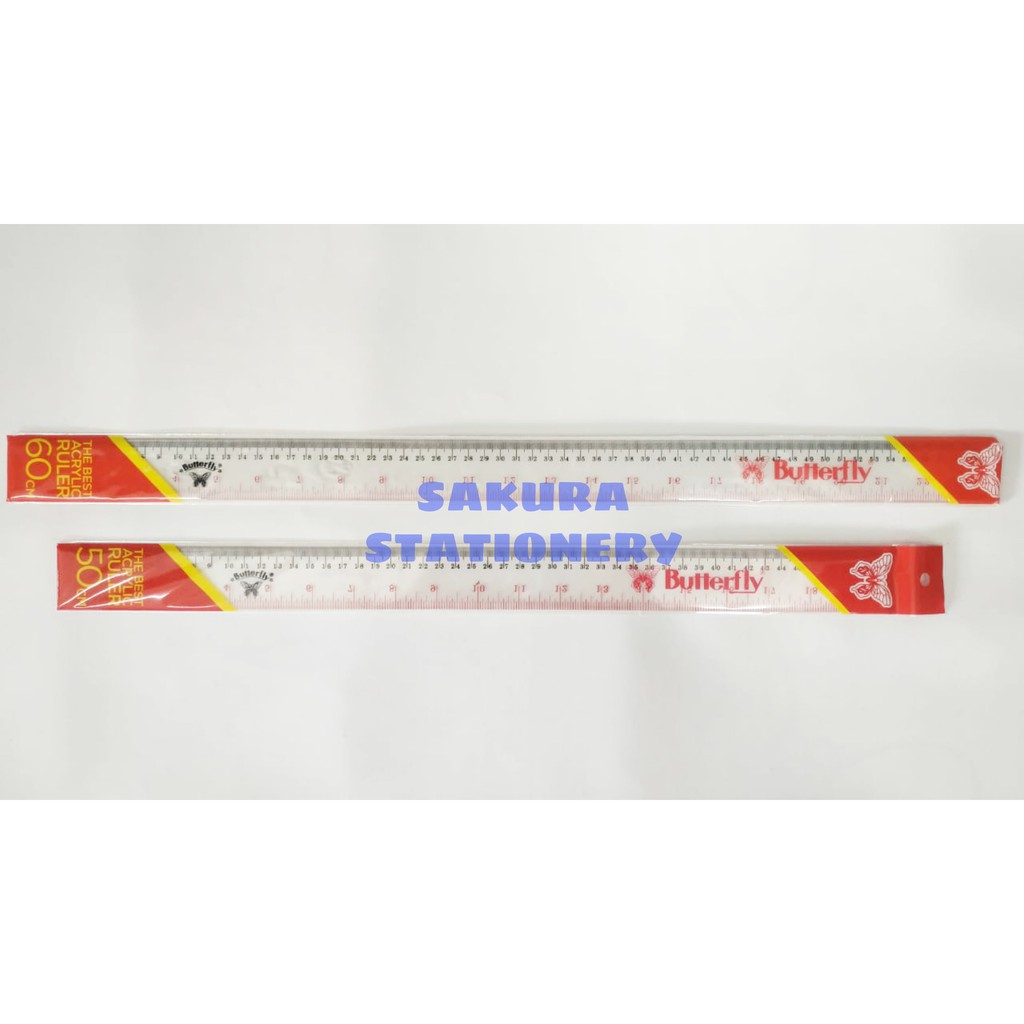 THE BEST
ACRYLIC
RULER
60CM
Butterfly
Butterfly
SAKURA
STATIONERY
THE BEST
ACRYLIC
RULER
50CM
Butterfly
Butterfly